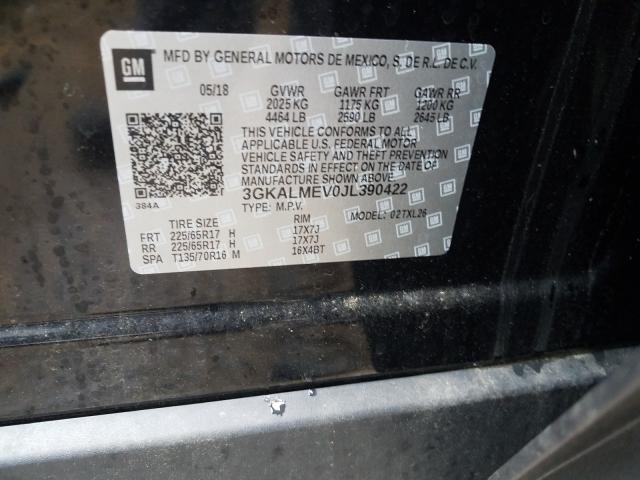 GM
MFD BY GENERAL MOTORS DE MEXICO, S. DE R.L. DE C.V.
05/18 GVWR GAWR FRT GAWR RR
2025 KG 1175 KG 1200 KG
4464 LB 2590 LB 2645 LB
THIS VEHICLE CONFORMS TO ALL
APPLICABLE U.S. FEDERAL MOTOR
VEHICLE SAFETY AND THEFT PREVENTION
STANDARDS IN EFFECT ON THE DATE OF
MANUFACTURE SHOWN ABOVE.
3GKALMEV0JL390422
384A TYPE: M.P.V. MODEL: 02TXL26
TIRE SIZE RIM
FRT 225/65R17 H 17X7J
RR 225/65R17 H 17X7J
SPA T135/70R16 M 16X4BT